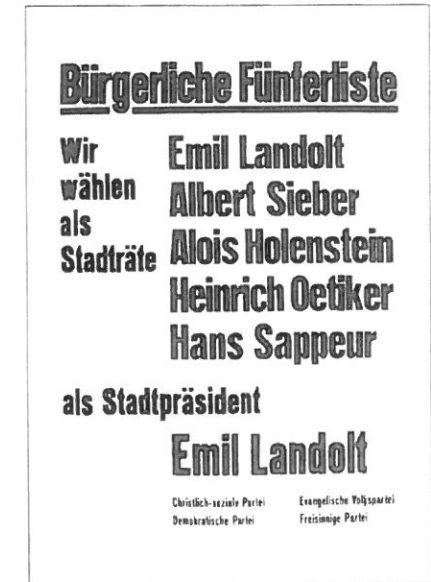 Bürgerliche Fünferliste
Wir wählen als Stadträte
Emil Landolt
Albert Sieber
Alois Holenstein
Heinrich Oetiker
Hans Sappeur
als Stadtpräsident
Emil Landolt
Christlich-soziale Partei
Demokratische Partei
Evangelische Volkspartei
Freisinnige Partei